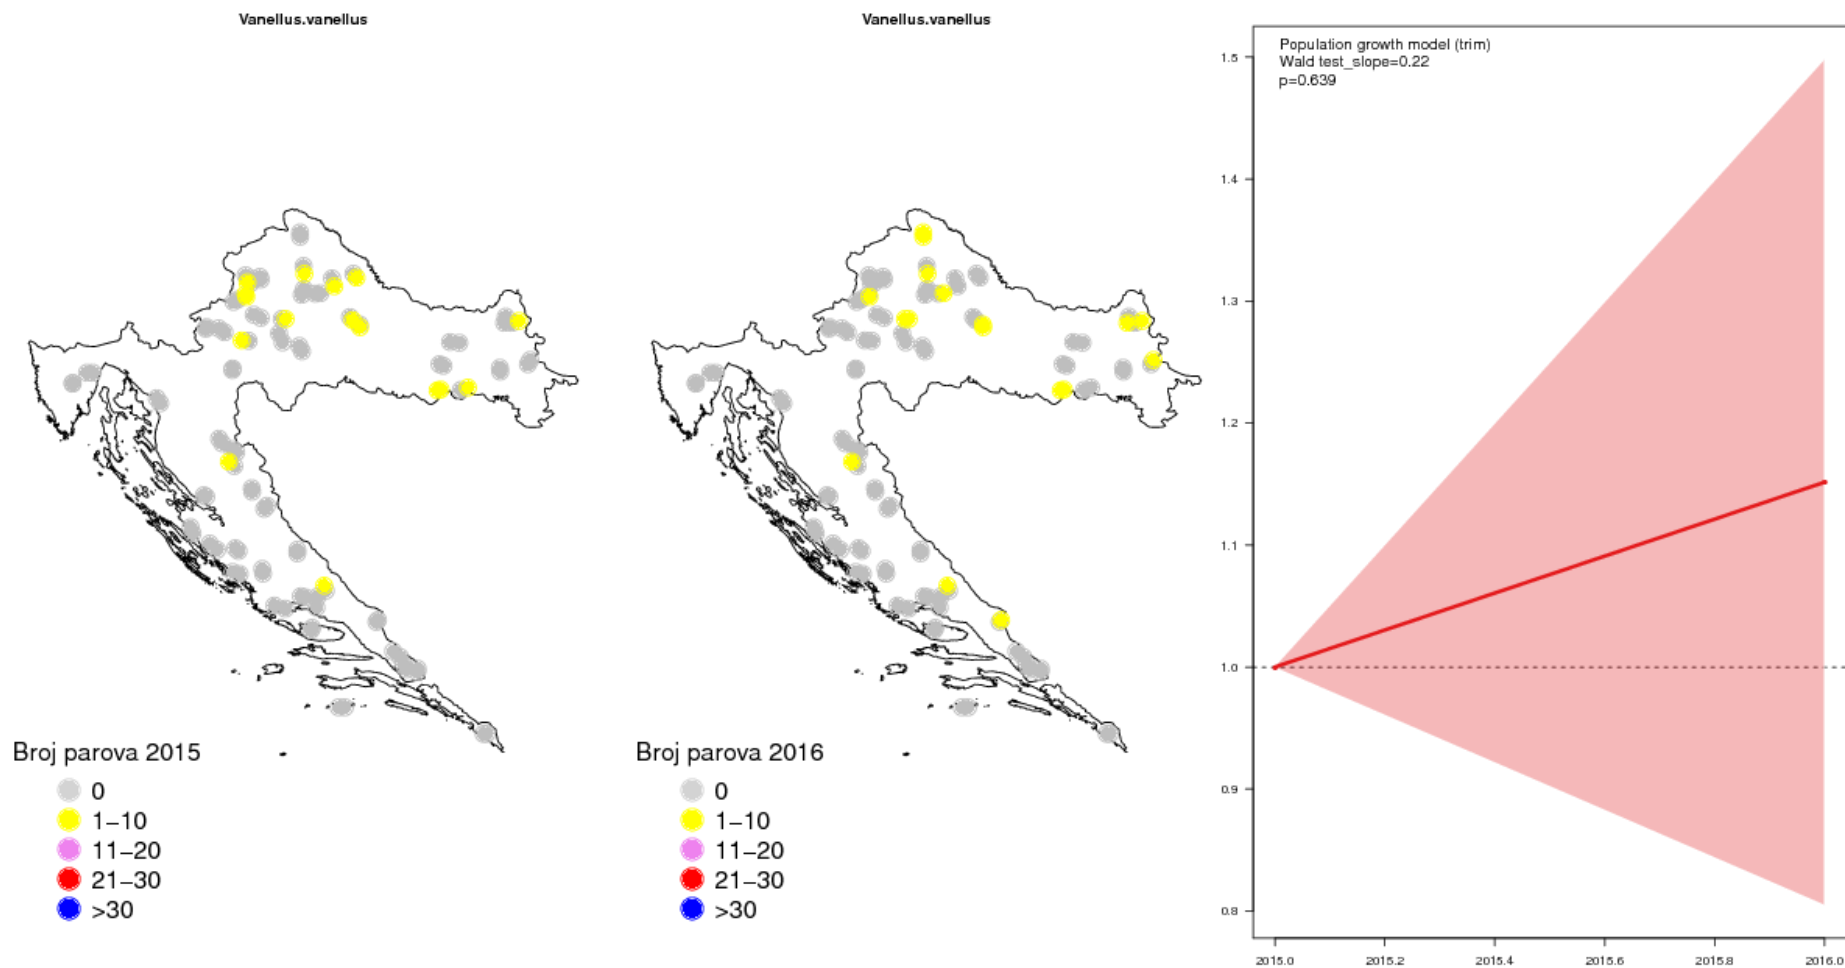 Vanellus.vanellus
Broj parova 2015
0
1–10
11–20
21–30
>30
Vanellus.vanellus
Broj parova 2016
0
1–10
11–20
21–30
>30
Population growth model (trim)
Wald test_slope=0.22
p=0.639
1.5
1.4
1.3
1.2
1.1
1.0
0.9
0.8
2015.0 2015.2 2015.4 2015.6 2015.8 2016.0